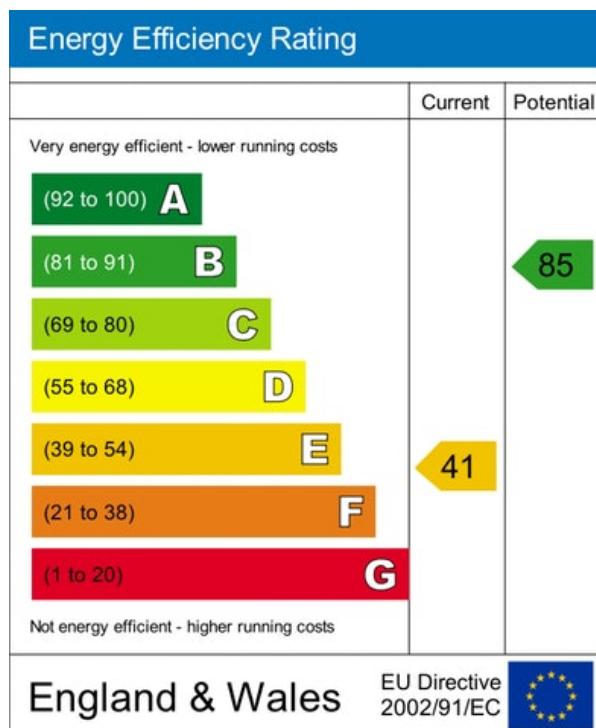 Energy Efficiency Rating
Current Potential
Very energy efficient - lower running costs
(92 to 100) A
(81 to 91) B
85
(69 to 80) C
(55 to 68) D
(39 to 54) E
41
(21 to 38) F
(1 to 20) G
Not energy efficient - higher running costs
England & Wales
EU Directive
2002/91/EC